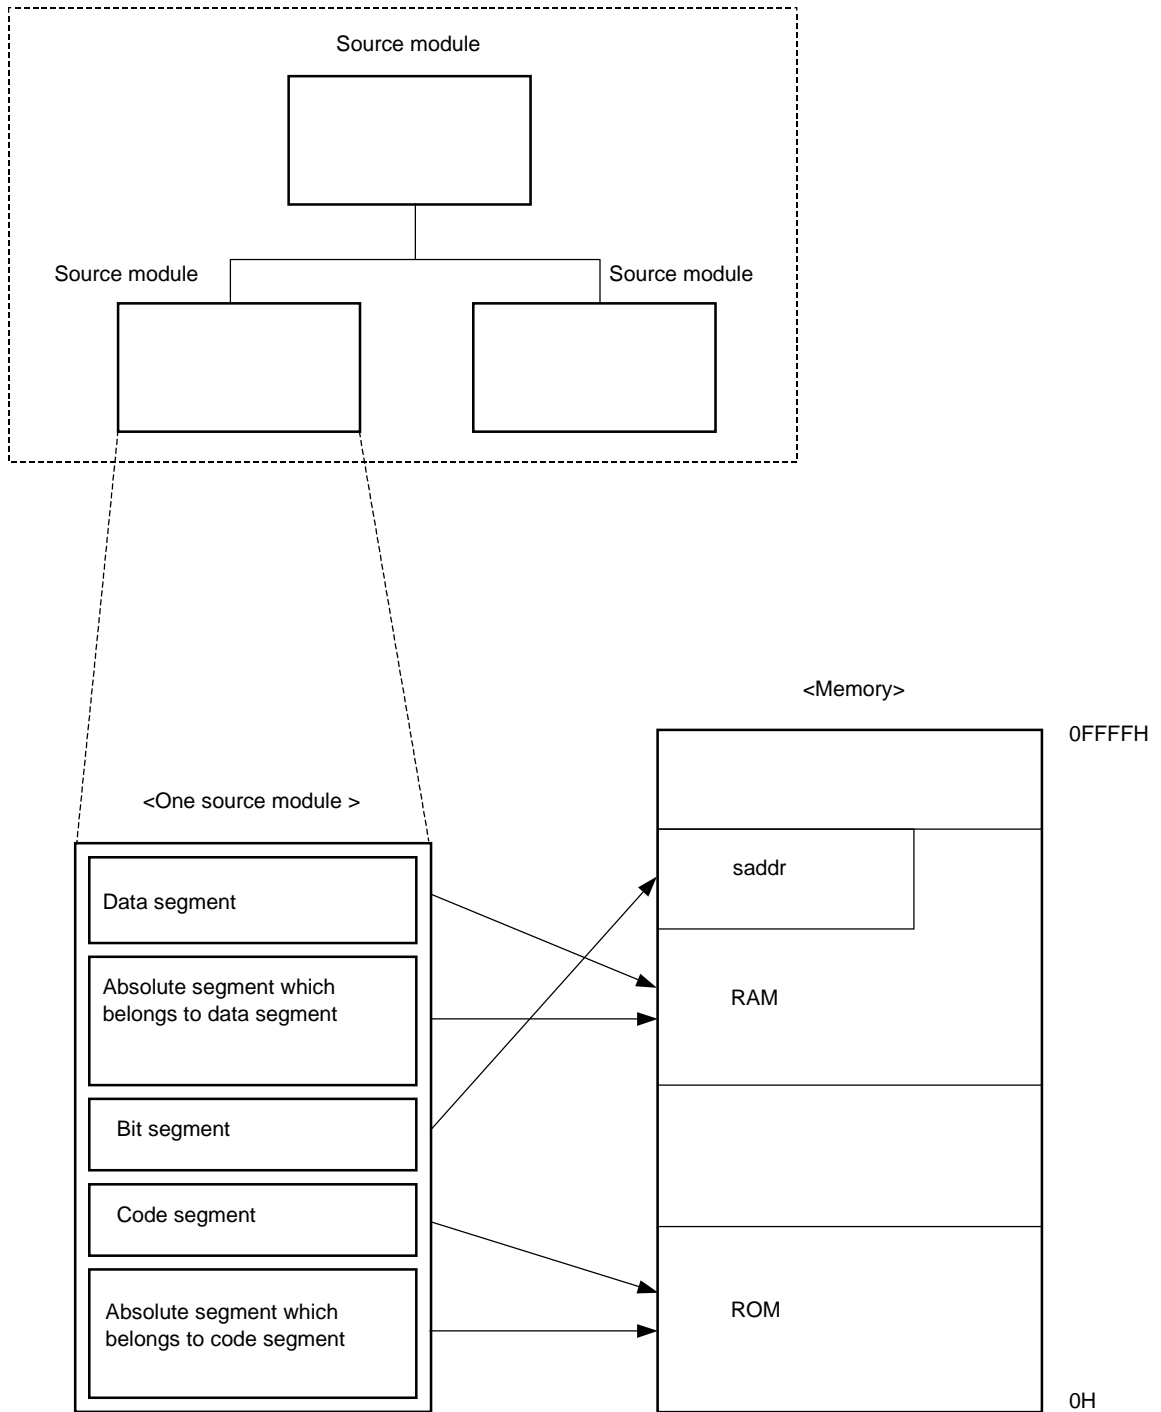 Source module
Source module
Source module
<Memory>
0FFFFH
<One source module >
saddr
Data segment
Absolute segment which
belongs to data segment
RAM
Bit segment
Code segment
Absolute segment which
belongs to code segment
ROM
0H